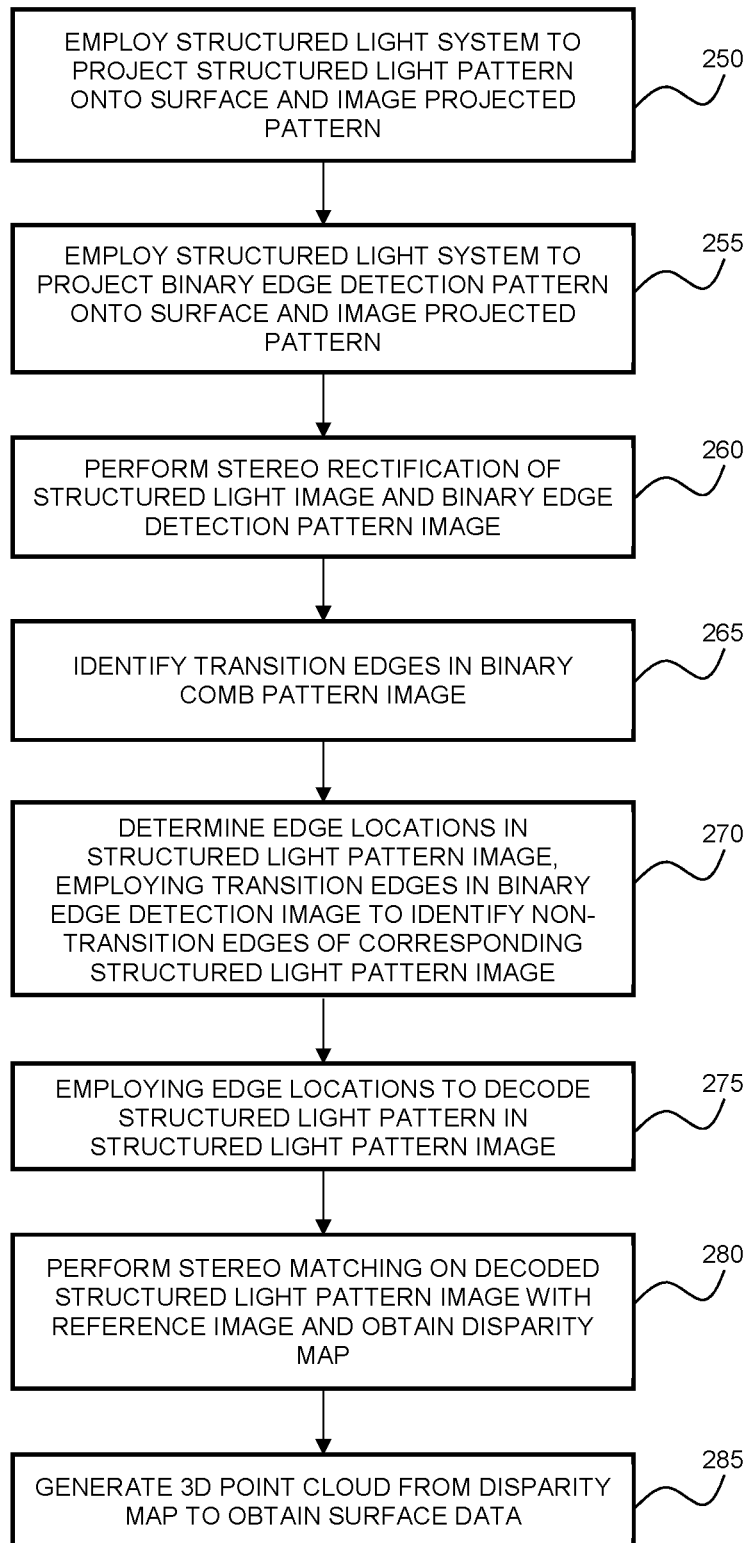 EMPLOY STRUCTURED LIGHT SYSTEM TO
PROJECT STRUCTURED LIGHT PATTERN
ONTO SURFACE AND IMAGE PROJECTED
PATTERN
250
EMPLOY STRUCTURED LIGHT SYSTEM TO
PROJECT BINARY EDGE DETECTION PATTERN
ONTO SURFACE AND IMAGE PROJECTED
PATTERN
255
PERFORM STEREO RECTIFICATION OF
STRUCTURED LIGHT IMAGE AND BINARY EDGE
DETECTION PATTERN IMAGE
260
IDENTIFY TRANSITION EDGES IN BINARY
COMB PATTERN IMAGE
265
DETERMINE EDGE LOCATIONS IN
STRUCTURED LIGHT PATTERN IMAGE,
EMPLOYING TRANSITION EDGES IN BINARY
EDGE DETECTION IMAGE TO IDENTIFY NON-
TRANSITION EDGES OF CORRESPONDING
STRUCTURED LIGHT PATTERN IMAGE
270
EMPLOYING EDGE LOCATIONS TO DECODE
STRUCTURED LIGHT PATTERN IN
STRUCTURED LIGHT PATTERN IMAGE
275
PERFORM STEREO MATCHING ON DECODED
STRUCTURED LIGHT PATTERN IMAGE WITH
REFERENCE IMAGE AND OBTAIN DISPARITY
MAP
280
GENERATE 3D POINT CLOUD FROM DISPARITY
MAP TO OBTAIN SURFACE DATA
285